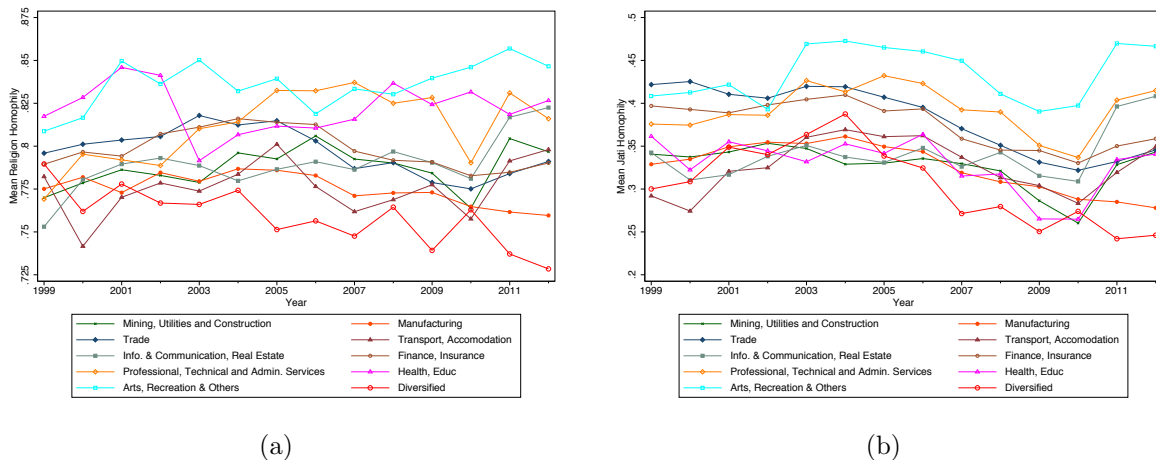 .875
.85
.825
.8
.775
.75
.725
Mean Religion Homophily
1999
2001
2003
2005
2007
2009
2011
Year
Mining, Utilities and Construction
Manufacturing
Trade
Transport, Accomodation
Info. & Communication, Real Estate
Finance, Insurance
Professional, Technical and Admin. Services
Health, Educ
Arts, Recreation & Others
Diversified
(a)
.5
.45
.4
.35
.3
.25
.2
Mean Jati Homophily
1999
2001
2003
2005
2007
2009
2011
Year
Mining, Utilities and Construction
Manufacturing
Trade
Transport, Accomodation
Info. & Communication, Real Estate
Finance, Insurance
Professional, Technical and Admin. Services
Health, Educ
Arts, Recreation & Others
Diversified
(b)